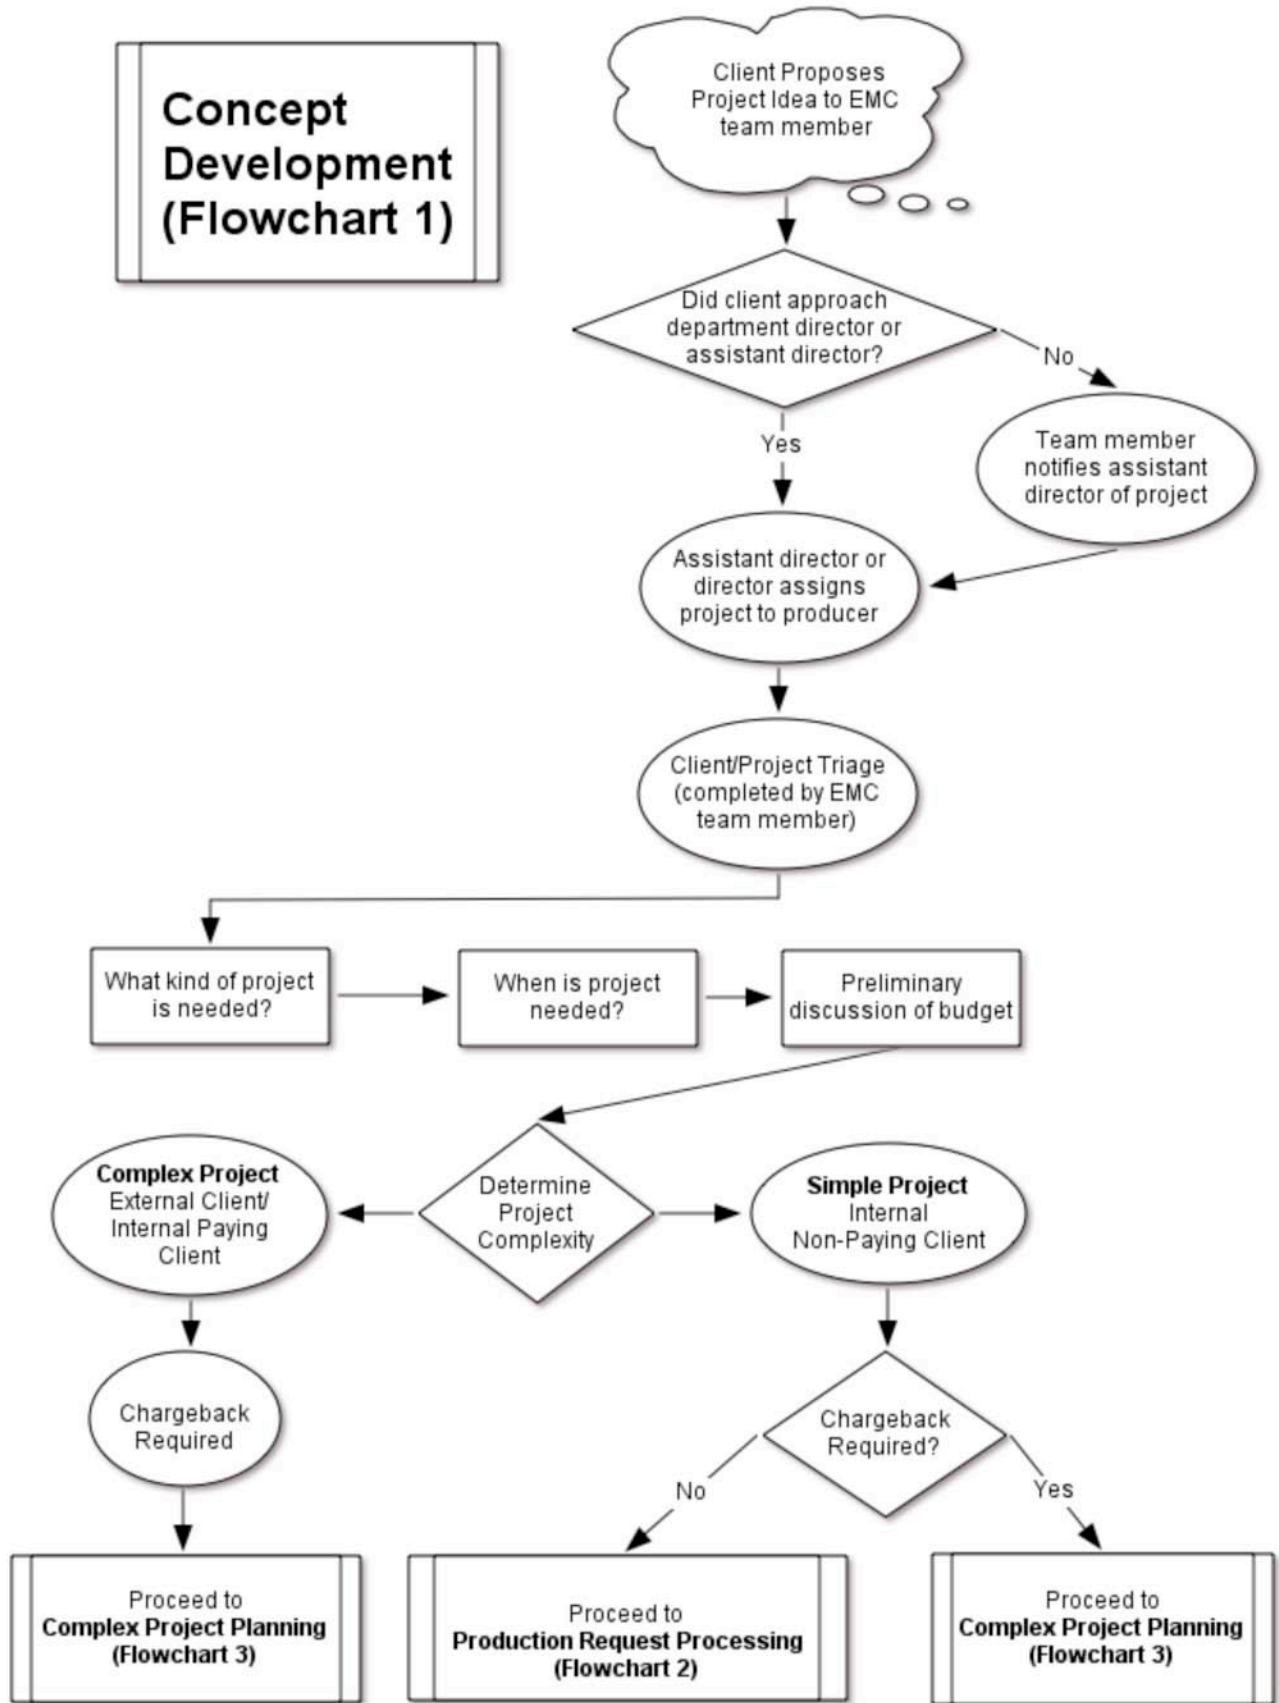 Concept
Development
(Flowchart 1)
Client Proposes
Project Idea to EMC
team member
Did client approach
department director or
assistant director?
No
Yes
Team member
notifies assistant
director of project
Assistant director or
director assigns
project to producer
Client/Project Triage
(completed by EMC
team member)
What kind of project
is needed?
When is project
needed?
Preliminary
discussion of budget
Complex Project
External Client/
Internal Paying
Client
Determine
Project
Complexity
Simple Project
Internal
Non-Paying Client
Chargeback
Required
Chargeback
Required?
No
Yes
Proceed to
Complex Project Planning
(Flowchart 3)
Proceed to
Production Request Processing
(Flowchart 2)
Proceed to
Complex Project Planning
(Flowchart 3)